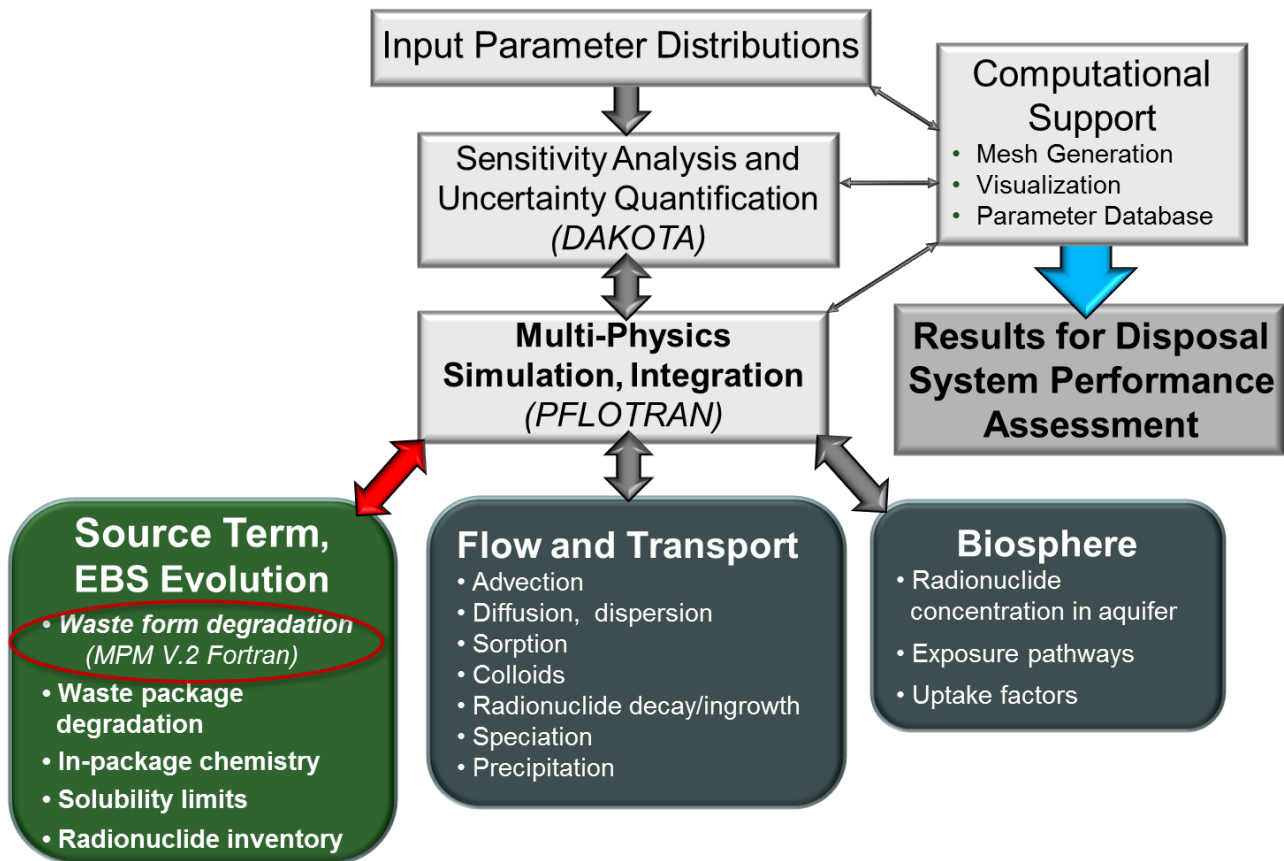 Input Parameter Distributions
Computational
Support
• Mesh Generation
• Visualization
• Parameter Database
Sensitivity Analysis and
Uncertainty Quantification
(DAKOTA)
Multi-Physics
Simulation, Integration
(PFLOTRAN)
Results for Disposal
System Performance
Assessment
Source Term,
EBS Evolution
• Waste form degradation
(MPM V.2 Fortran)
• Waste package
degradation
• In-package chemistry
• Solubility limits
• Radionuclide inventory
Flow and Transport
• Advection
• Diffusion, dispersion
• Sorption
• Colloids
• Radionuclide decay/ingrowth
• Speciation
• Precipitation
Biosphere
• Radionuclide
concentration in aquifer
• Exposure pathways
• Uptake factors